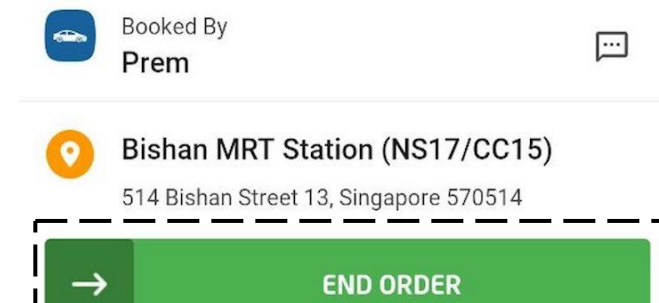 Booked By
Prem
Bishan MRT Station (NS17/CC15)
514 Bishan Street 13, Singapore 570514
END ORDER